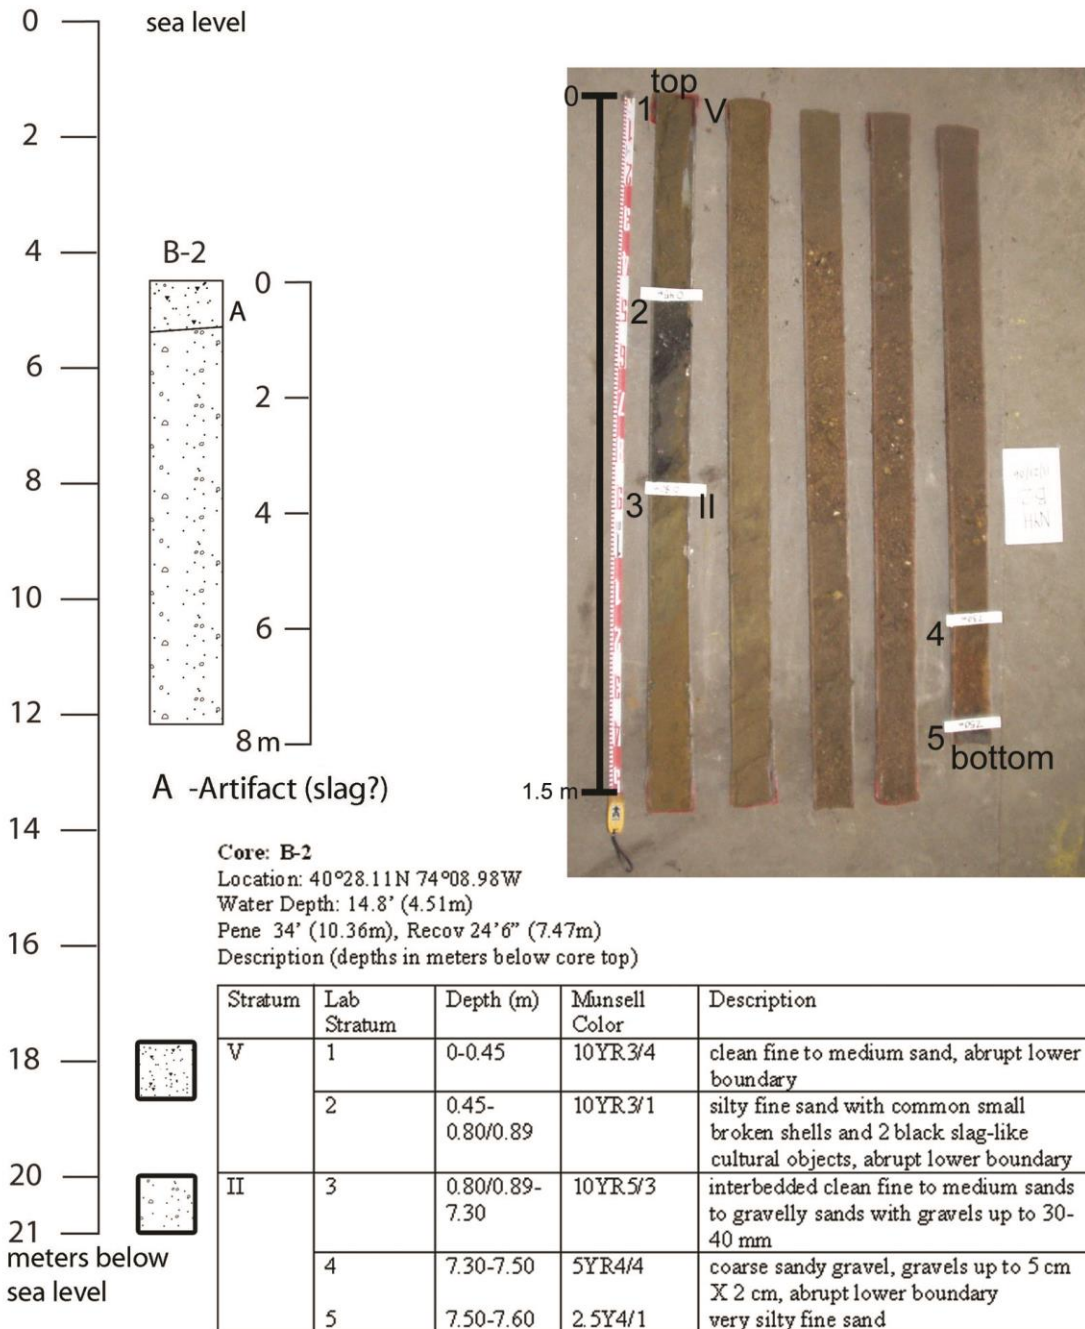 0
sea level
2
4
6
8
10
12
14
16
18
20
21
meters below
sea level
B-2
A
0
2
4
6
8 m
A -Artifact (slag?)
0
1.5 m
top
1
V
2
3
II
4
5
bottom
NYH
B-2
Core: B-2
Location: 40°28.11N 74°08.98W
Water Depth: 14.8’ (4.51m)
Pene 34’ (10.36m), Recov 24’6” (7.47m)
Description (depths in meters below core top)
Stratum Lab Stratum Depth (m) Munsell Color Description
V 1 0-0.45 10YR3/4 clean fine to medium sand, abrupt lower
boundary
2 0.45- 10YR3/1 silty fine sand with common small
0.80/0.89 broken shells and 2 black slag-like
cultural objects, abrupt lower boundary
II 3 0.80/0.89- 10YR5/3 interbedded clean fine to medium sands
7.30 to gravelly sands with gravels up to 30-
40 mm
4 7.30-7.50 5YR4/4 coarse sandy gravel, gravels up to 5 cm
X 2 cm, abrupt lower boundary
5 7.50-7.60 2.5Y4/1 very silty fine sand